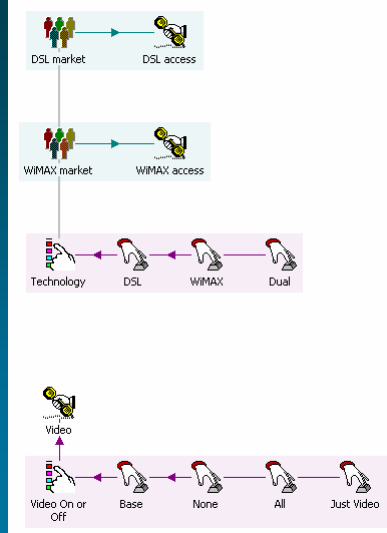 DSL market DSL access
WiMAX market WiMAX access
Technology DSL WiMAX Dual
Video
Video On or Off Base None All Just Video